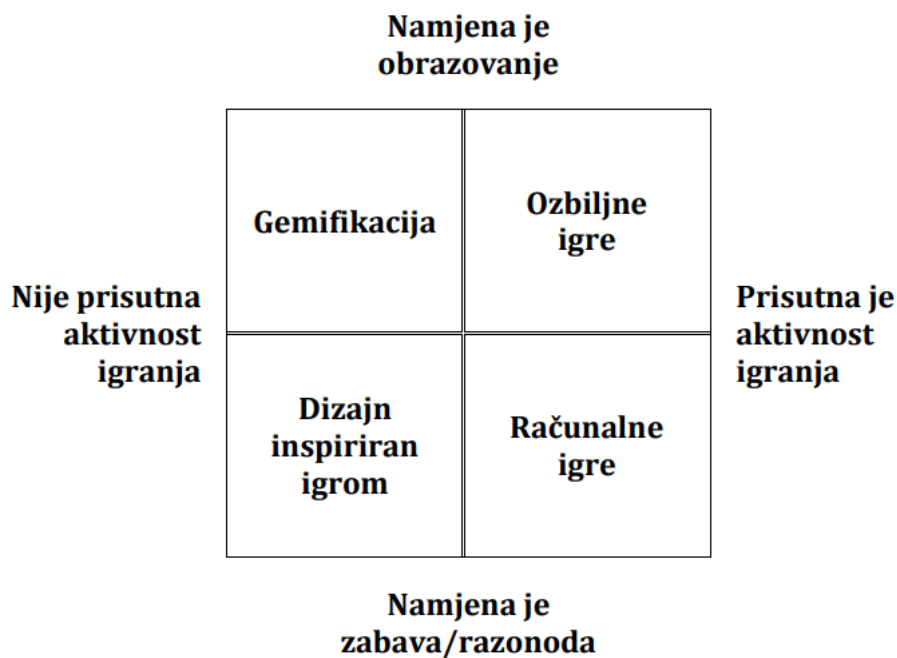 Namjena je
obrazovanje
Gemifikacija
Ozbiljne
igre
Nije prisutna
aktivnost
igranja
Prisutna je
aktivnost
igranja
Dizajn
inspiriran
igrom
Računalne
igre
Namjena je
zabava/razonoda